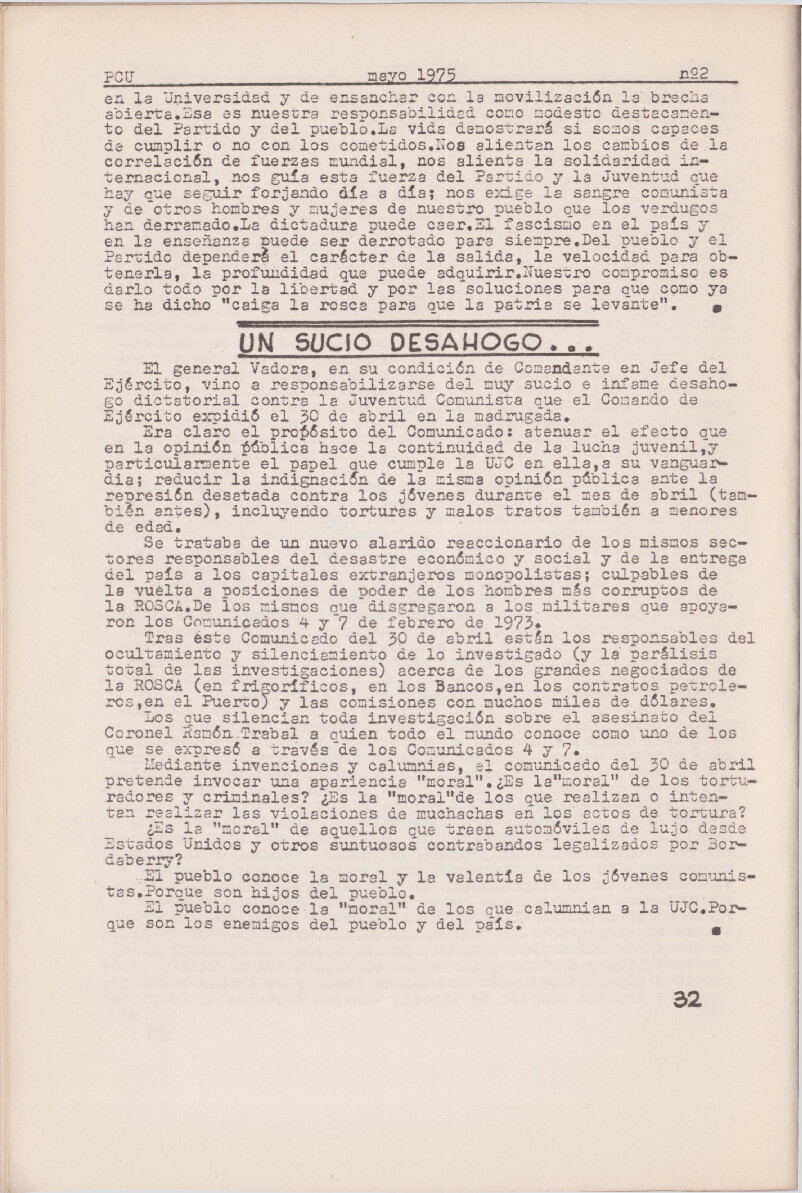 PCU mayo 1975 nº2
en la Universidad y de ensanchar con la movilización la brecha
abierta.Esa es nuestra responsabilidad como modesto destacamen-
to del Partido y del pueblo.La vida demostrará si somos capaces
de cumplir o no con los cometidos.Nos alientan los cambios de la
correlación de fuerzas mundial, nos alienta la solidaridad in-
ternacional, nos guía esta fuerza del Partido y la Juventud que
hay que seguir forjando día a día; nos exige la sangre comunista
y de otros hombres y mujeres de nuestro pueblo que los verdugos
han derramado.La dictadura puede caer.El fascismo en el país y
en la enseñanza puede ser derrotado para siempre.Del pueblo y el
Partido dependerá el carácter de la salida, la velocidad para ob-
tenerla, la profundidad que puede adquirir.Nuestro compromiso es
darlo todo por la libertad y por las soluciones para que como ya
se ha dicho "caiga la rosca para que la patria se levante".
UN SUCIO DESAHOGO...
El general Vadora, en su condición de Comandante en Jefe del
Ejército, vino a responsabilizarse del muy sucio e infame desaho-
go dictatorial contra la Juventud Comunista que el Comando de
Ejército expidió el 30 de abril en la madrugada.
Era claro el propósito del Comunicado: atenuar el efecto que
en la opinión pública hace la continuidad de la lucha juvenil,y
particularmente el papel que cumple la UJC en ella,a su vanguar-
dia; reducir la indignación de la misma opinión pública ante la
represión desatada contra los jóvenes durante el mes de abril (tam-
bién antes), incluyendo torturas y malos tratos también a menores
de edad.
Se trataba de un nuevo alarido reaccionario de los mismos sec-
tores responsables del desastre económico y social y de la entrega
del país a los capitales extranjeros monopolistas; culpables de
la vuelta a posiciones de poder de los hombres más corruptos de
la ROSCA.De los mismos que disgregaron a los militares que apoya-
ron los Comunicados 4 y 7 de febrero de 1973.
Tras éste Comunicado del 30 de abril están los responsables del
ocultamiento y silenciamiento de lo investigado (y la parálisis
total de las investigaciones) acerca de los grandes negociados de
la ROSCA (en frigoríficos, en los Bancos,en los contratos petrole-
ros,en el Puerto) y las comisiones con muchos miles de dólares.
Los que silencian toda investigación sobre el asesinato del
Coronel Ramón Trabal a quien todo el mundo conoce como uno de los
que se expresó a través de los Comunicados 4 y 7.
Mediante invenciones y calumnias, el comunicado del 30 de abril
pretende invocar una apariencia "moral".¿Es la"moral" de los tortu-
radores y criminales? ¿Es la "moral"de los que realizan o inten-
tan realizar las violaciones de muchachas en los actos de tortura?
¿Es la "moral" de aquellos que traen automóviles de lujo desde
Estados Unidos y otros suntuosos contrabandos legalizados por Bor-
daberry?
El pueblo conoce la moral y la valentía de los jóvenes comunis-
tas.Porque son hijos del pueblo.
El pueblo conoce la "moral" de los que calumnian a la UJC.Por-
que son los enemigos del pueblo y del país.
32